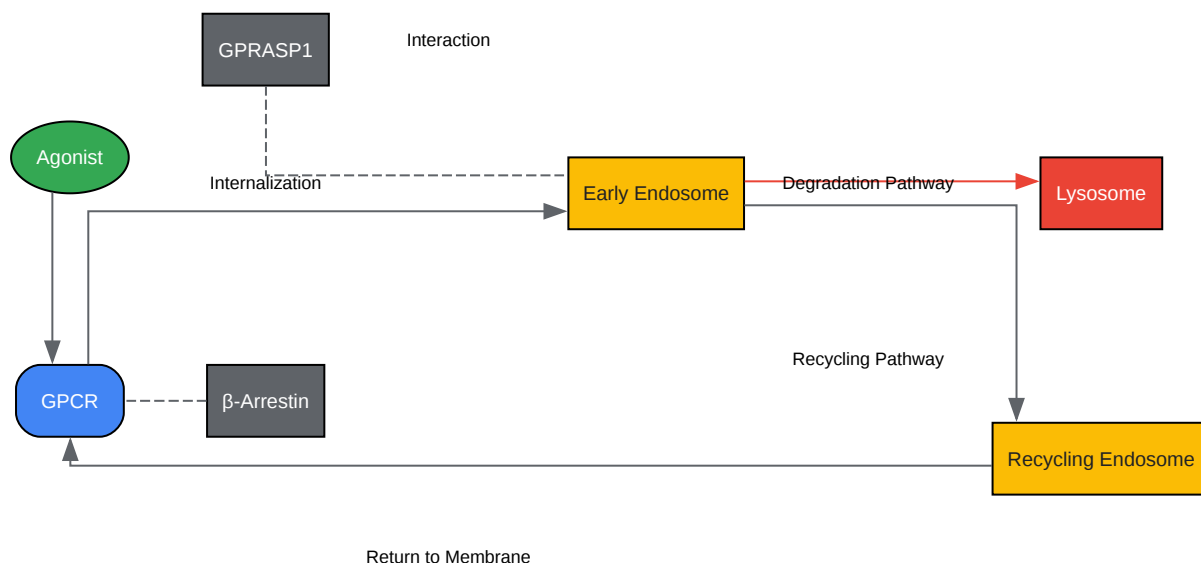 GPRASP1
Interaction
Agonist
Internalization
Early Endosome
Degradation Pathway
Lysosome
Recycling Pathway
GPCR
β-Arrestin
Recycling Endosome
Return to Membrane